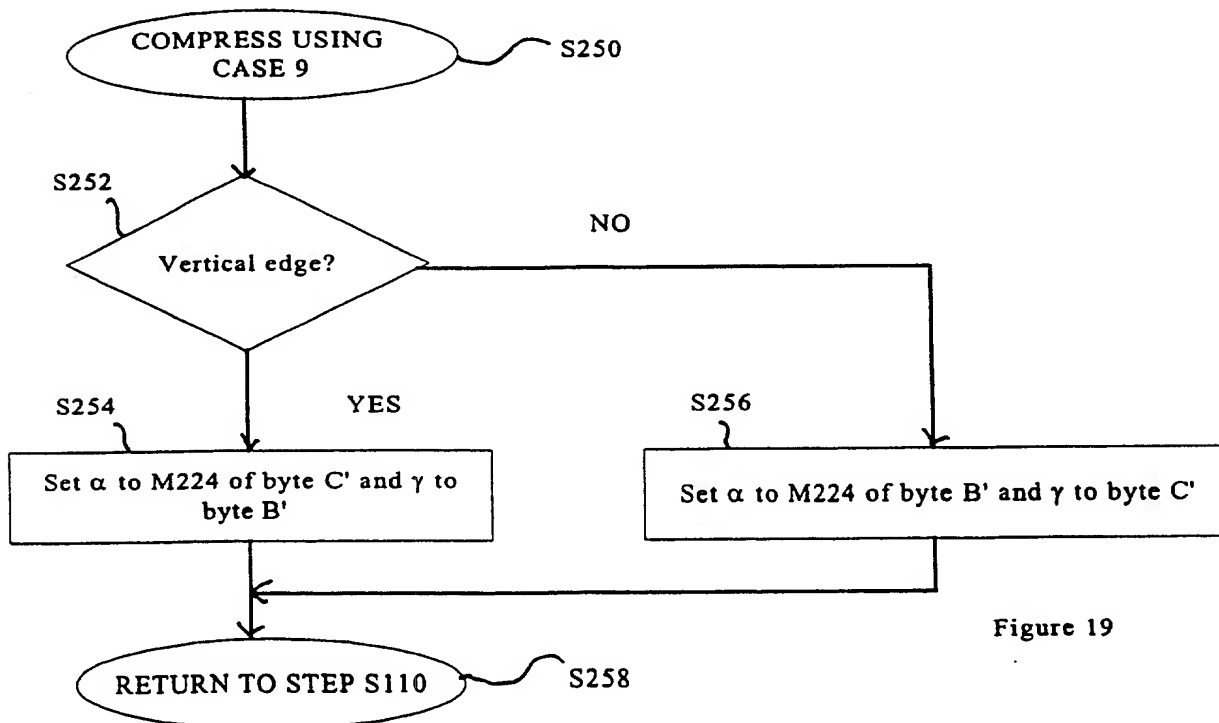 COMPRESS USING
CASE 9
S250
S252
Vertical edge?
NO
YES
S254
Set α to M224 of byte C' and γ to
byte B'
S256
Set α to M224 of byte B' and γ to byte C'
Figure 19
RETURN TO STEP S110
S258